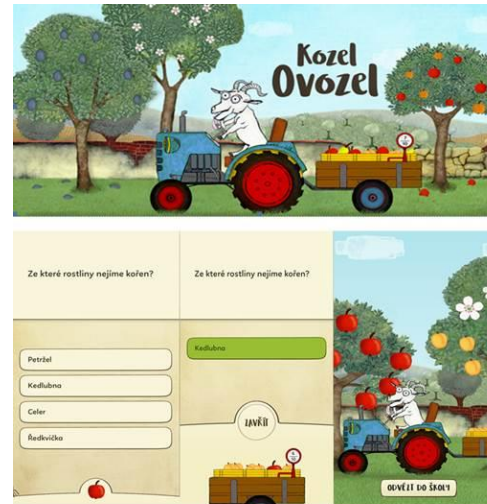 Kozel
Ovozel
Ze které rostliny nejíme kořen?
Petržel
Kedlubna
Celer
Ředkvička
Ze které rostliny nejíme kořen?
Kedlubna
ZAVŘÍT
ODVÉZT DO ŠKOLY